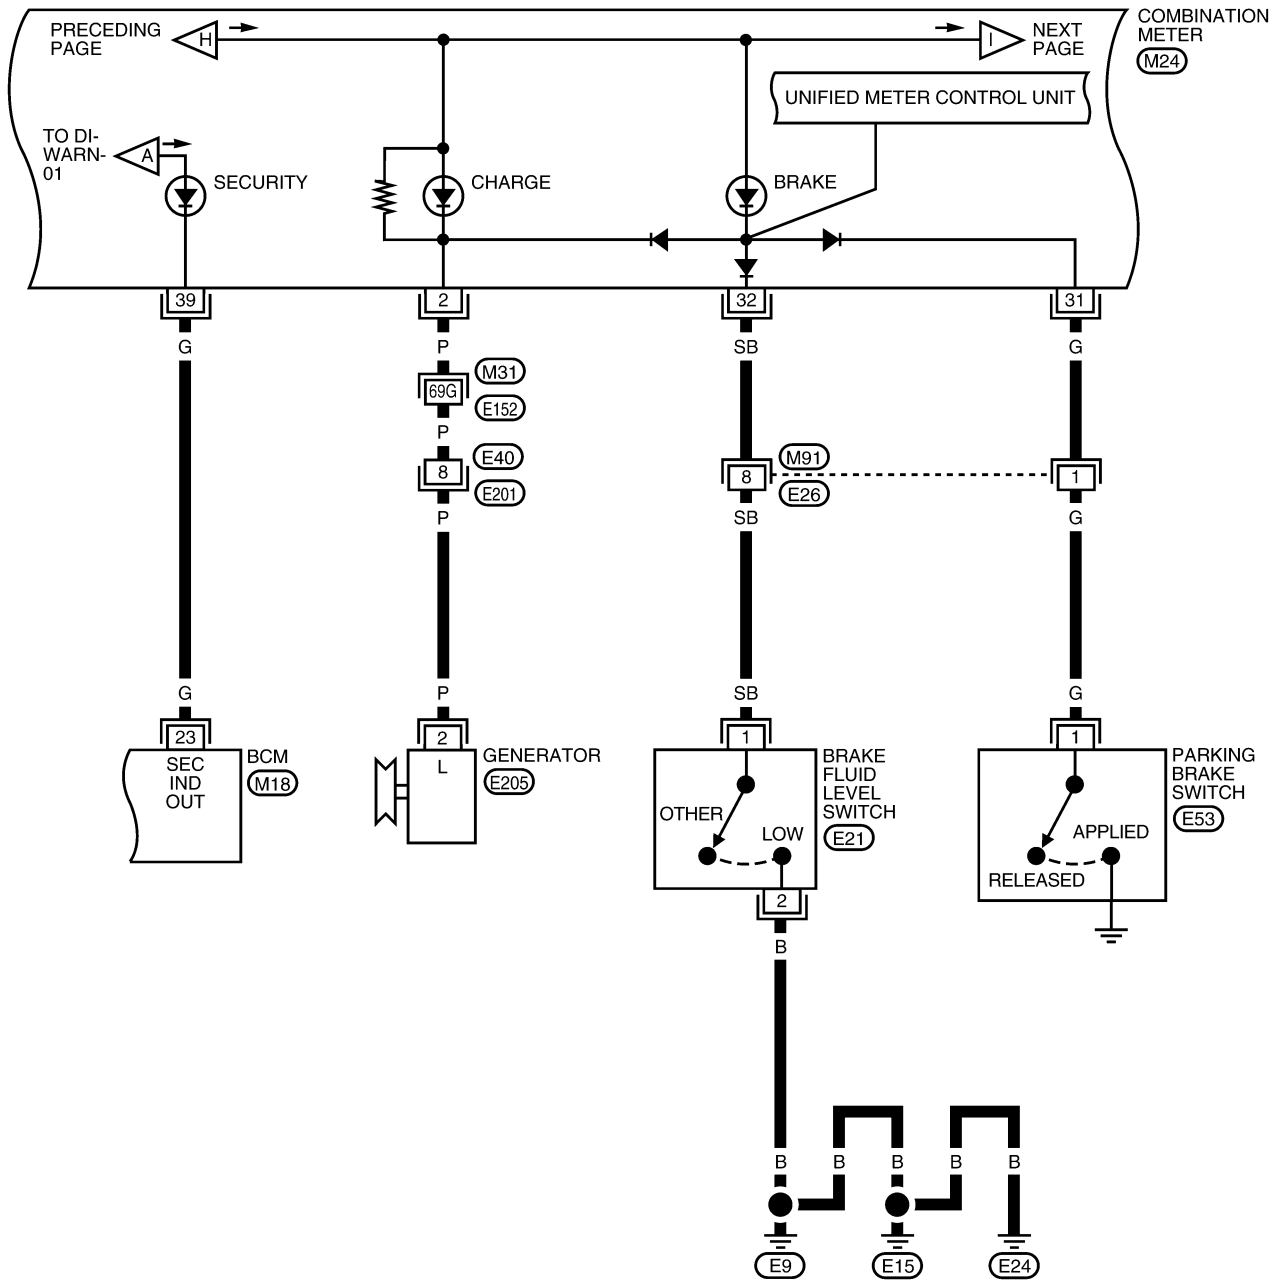 PRECEDING
PAGE
H
I
NEXT
PAGE
COMBINATION
METER
M24
UNIFIED METER CONTROL UNIT
TO DI-
WARN-
01
A
SECURITY
CHARGE
BRAKE
39
2
32
31
G
P
SB
G
69G
M31
E152
P
8
E40
E201
8
M91
E26
1
P
SB
G
G
P
SB
G
23
2
1
1
SEC
IND
OUT
BCM
M18
L
GENERATOR
E205
OTHER
LOW
BRAKE
FLUID
LEVEL
SWITCH
E21
RELEASED
APPLIED
PARKING
BRAKE
SWITCH
E53
2
B
B
B
B
B
B
E9
E15
E24